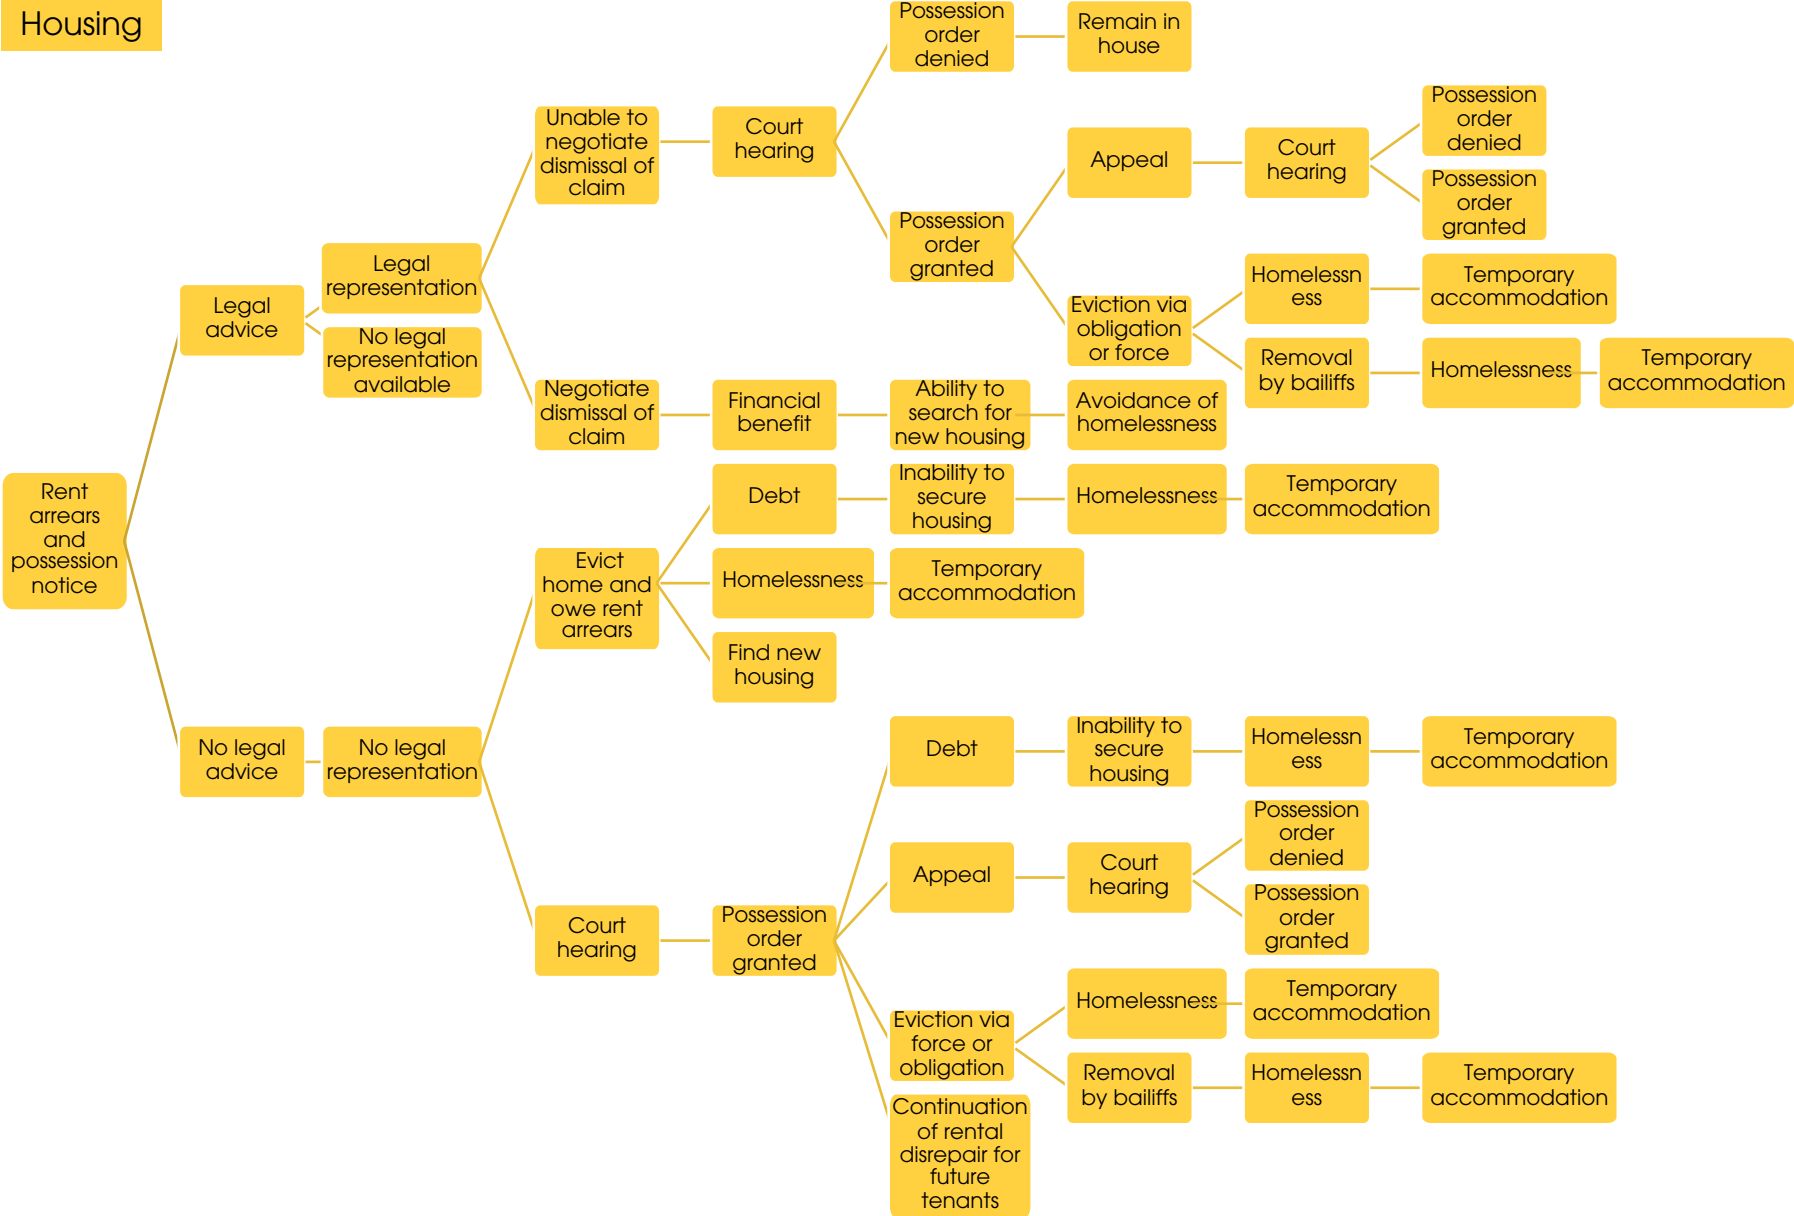 Housing
Rent
arrears
and
possession
notice
Legal
advice
Legal
representation
Unable to
negotiate
dismissal of
claim
Court
hearing
Possession
order
denied
Remain in
house
Possession
order
granted
Appeal
Court
hearing
Possession
order
denied
Possession
order
granted
Eviction via
obligation
or force
Homelessn
ess
Temporary
accommodation
Removal
by bailiffs
Homelessness
Temporary
accommodation
Negotiate
dismissal of
claim
Financial
benefit
Ability to
search for
new housing
Avoidance of
homelessness
No legal
representation
available
No legal
advice
No legal
representation
Evict
home and
owe rent
arrears
Debt
Inability to
secure
housing
Homelessness
Temporary
accommodation
Homelessness
Temporary
accommodation
Find new
housing
Court
hearing
Possession
order
granted
Debt
Inability to
secure
housing
Homelessn
ess
Temporary
accommodation
Appeal
Court
hearing
Possession
order
denied
Possession
order
granted
Eviction via
force or
obligation
Homelessness
Temporary
accommodation
Removal
by bailiffs
Homelessn
ess
Temporary
accommodation
Continuation
of rental
disrepair for
future
tenants